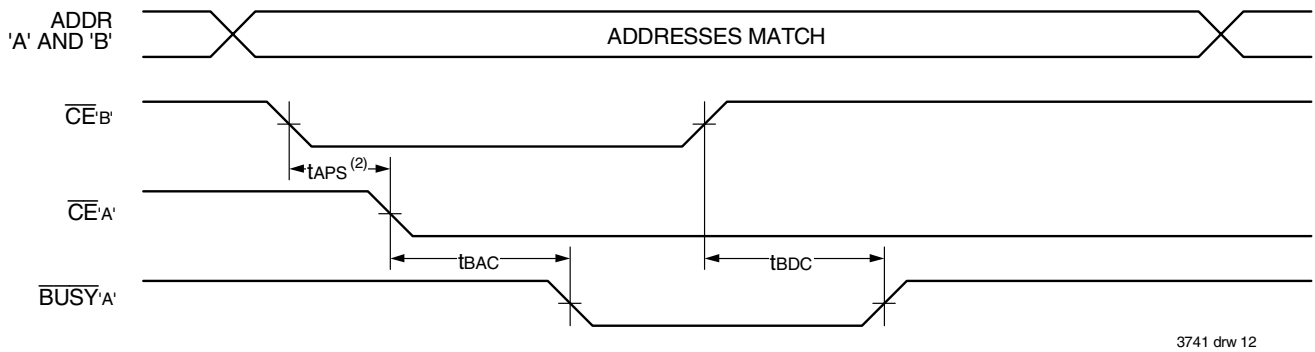 ADDR
'A' AND 'B'
ADDRESSES MATCH
CE'B'
tAPS (2)
CE'A'
tBAC
tBDC
BUSY'A'
3741 drw 12